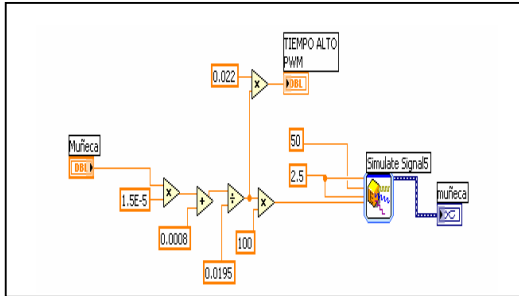 TIEMPO ALTO
PWM
0.022
DBL
Muñeca
DBL
50
Simulate Signal5
2.5
1.5E-5
muñeca
0.0008
100
0.0195